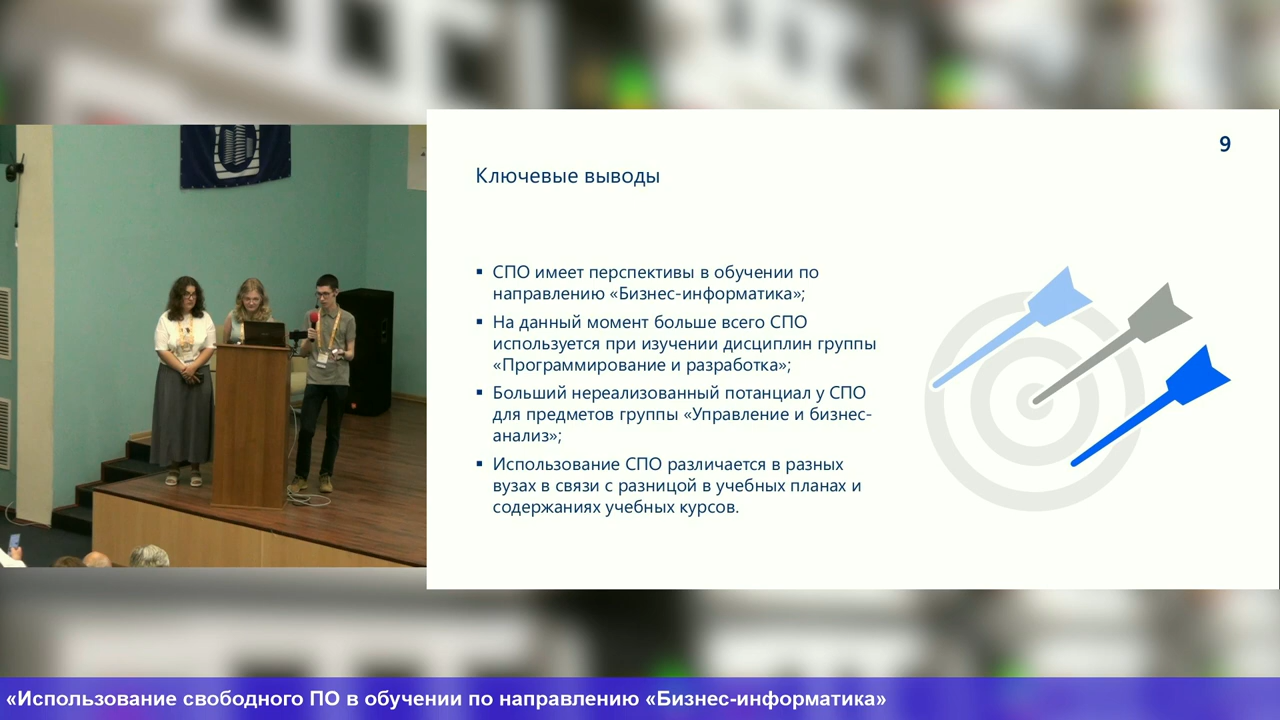 9
Ключевые выводы
▪ СПО имеет перспективы в обучении по
направлению «Бизнес-информатика»;
▪ На данный момент больше всего СПО
используется при изучении дисциплин группы
«Программирование и разработка»;
▪ Больший нереализованный потанциал у СПО
для предметов группы «Управление и бизнес-
анализ»;
▪ Использование СПО различается в разных
вузах в связи с разницой в учебных планах и
содержаниях учебных курсов.
«Использование свободного ПО в обучении по направлению «Бизнес-информатика»